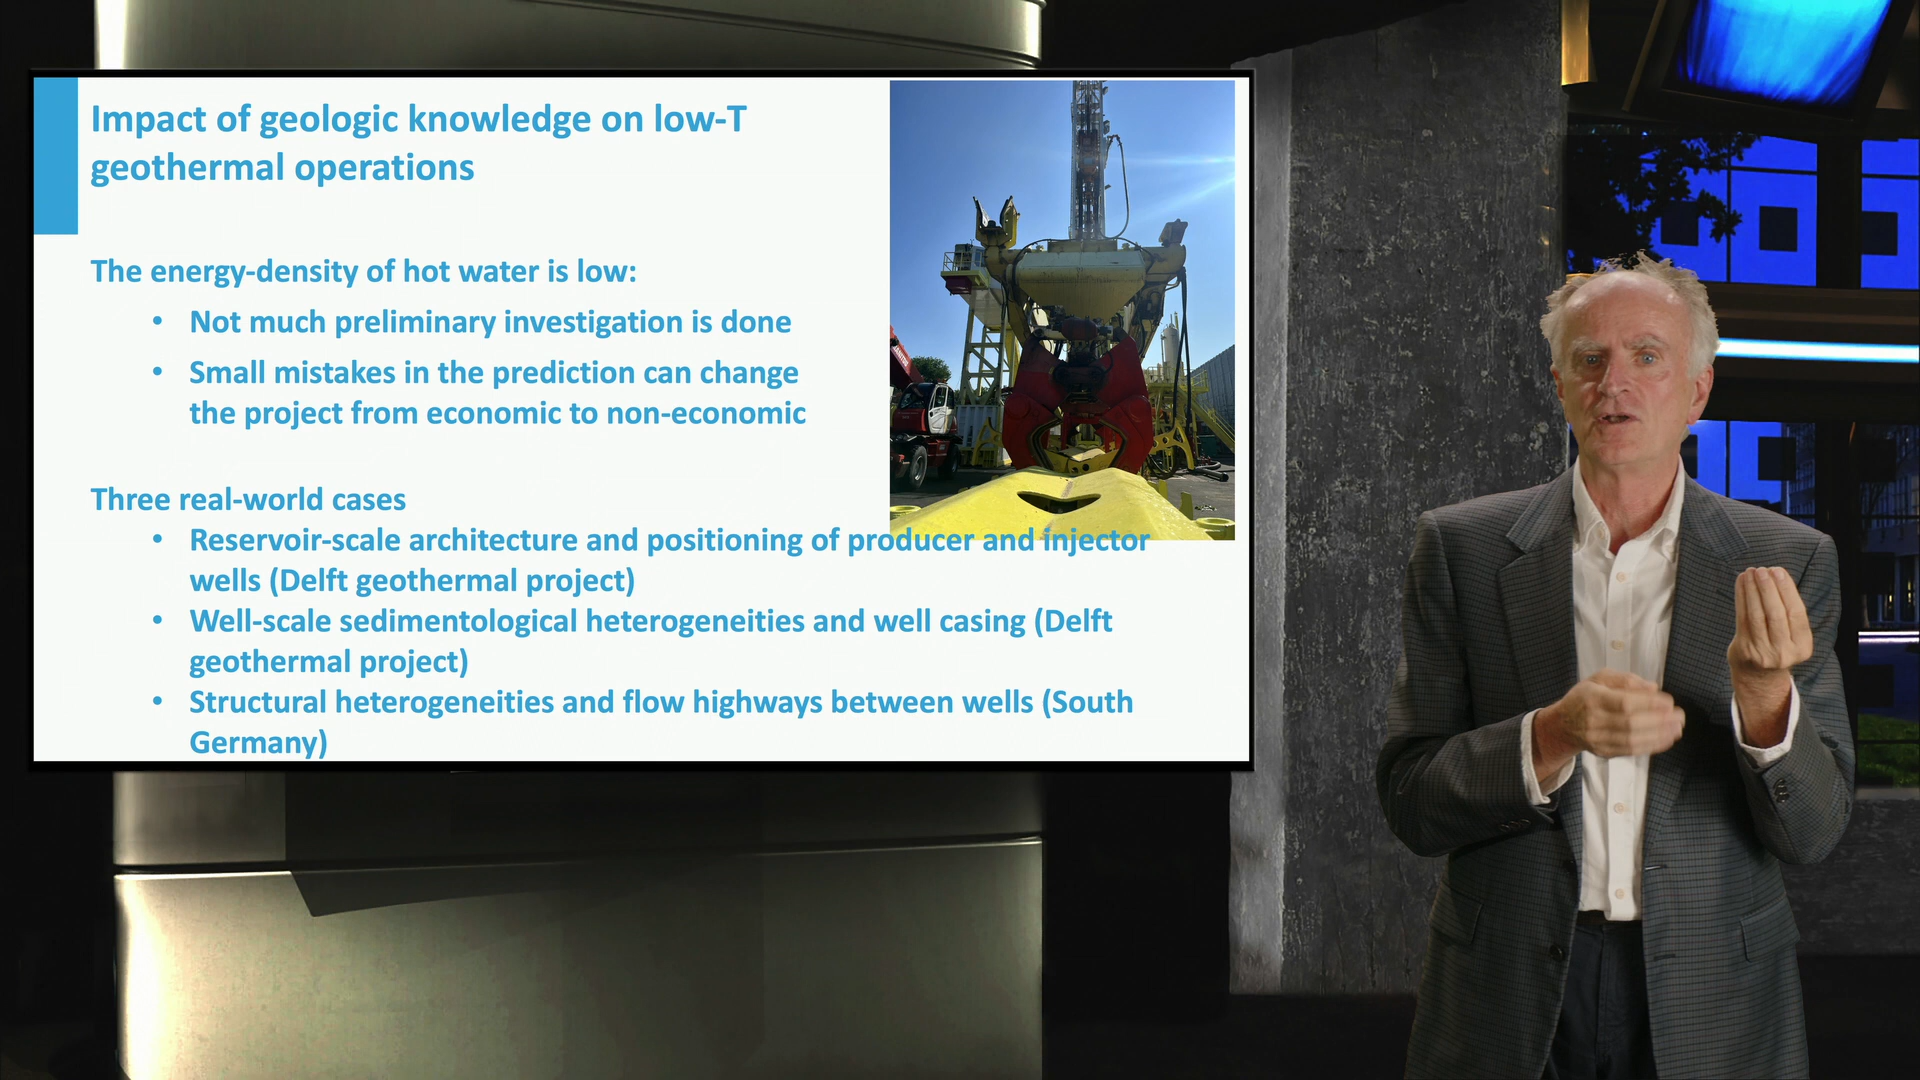 Impact of geologic knowledge on low-T
geothermal operations
The energy-density of hot water is low:
• Not much preliminary investigation is done
• Small mistakes in the prediction can change
the project from economic to non-economic
Three real-world cases
• Reservoir-scale architecture and positioning of producer and injector
wells (Delft geothermal project)
• Well-scale sedimentological heterogeneities and well casing (Delft
geothermal project)
• Structural heterogeneities and flow highways between wells (South
Germany)